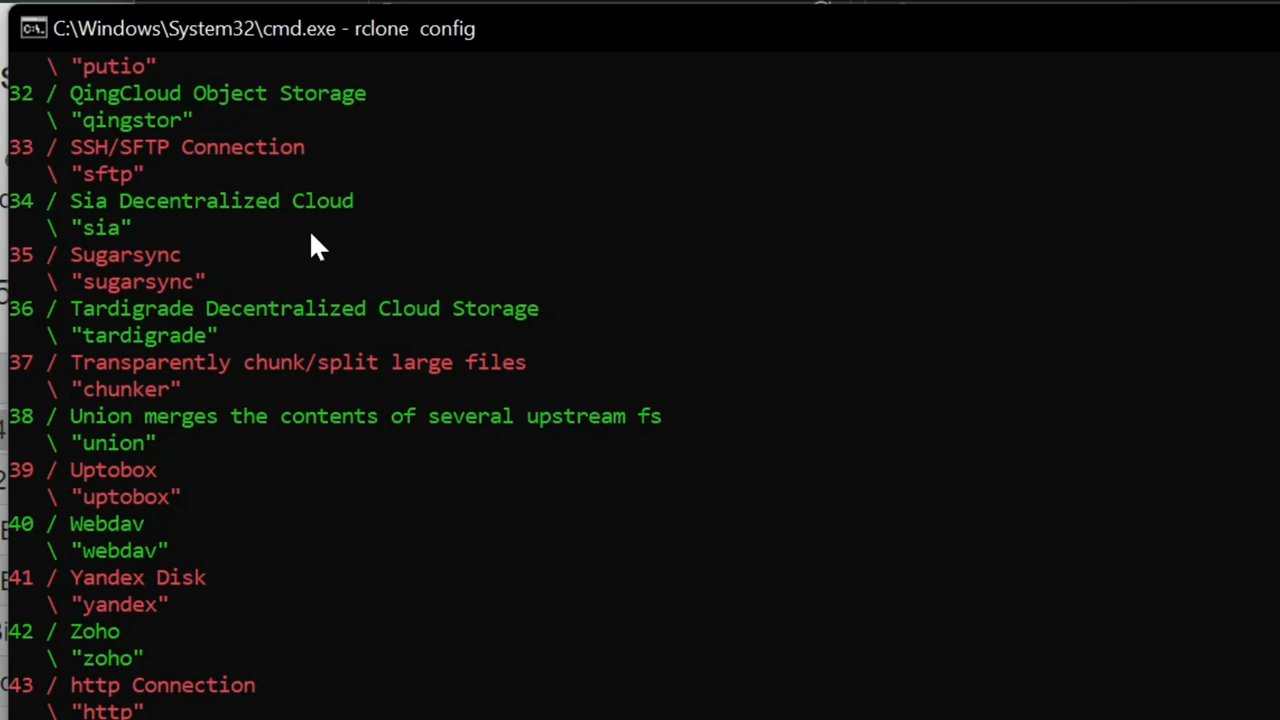 C:\Windows\System32\cmd.exe - rclone  config
\ "putio"
32 / QingCloud Object Storage
\ "qingstor"
33 / SSH/SFTP Connection
\ "sftp"
34 / Sia Decentralized Cloud
\ "sia"
35 / Sugarsync
\ "sugarsync"
36 / Tardigrade Decentralized Cloud Storage
\ "tardigrade"
37 / Transparently chunk/split large files
\ "chunker"
38 / Union merges the contents of several upstream fs
\ "union"
39 / Uptobox
\ "uptobox"
40 / Webdav
\ "webdav"
41 / Yandex Disk
\ "yandex"
42 / Zoho
\ "zoho"
43 / http Connection
\ "http"